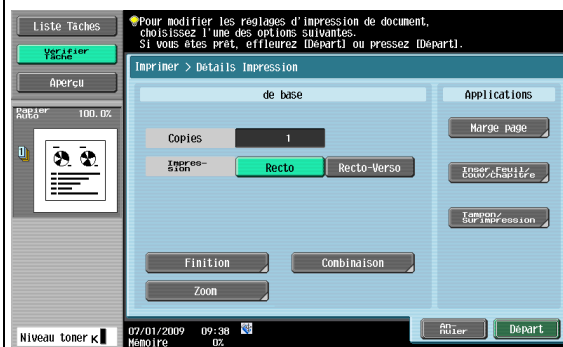 Liste Tâches
Pour modifier les réglages d'impression de document,
choisissez l'une des options suivantes.
Si vous êtes prêt, effleurez [Départ] ou pressez [Départ].
Vérifier
Tâche
Aperçu
Imprimer > Détails Impression
de base
Applications
Papier
Auto
100.0%
Copies
1
Impres-
sion
Recto
Recto-Verso
Marge page
Inser.Feuil/
Couv/Chapitre
Tampon/
Surimpression
Finition
Combinaison
Zoom
Niveau toner K
07/01/2009 09:38
Mémoire 0%
An-
nuler
Départ